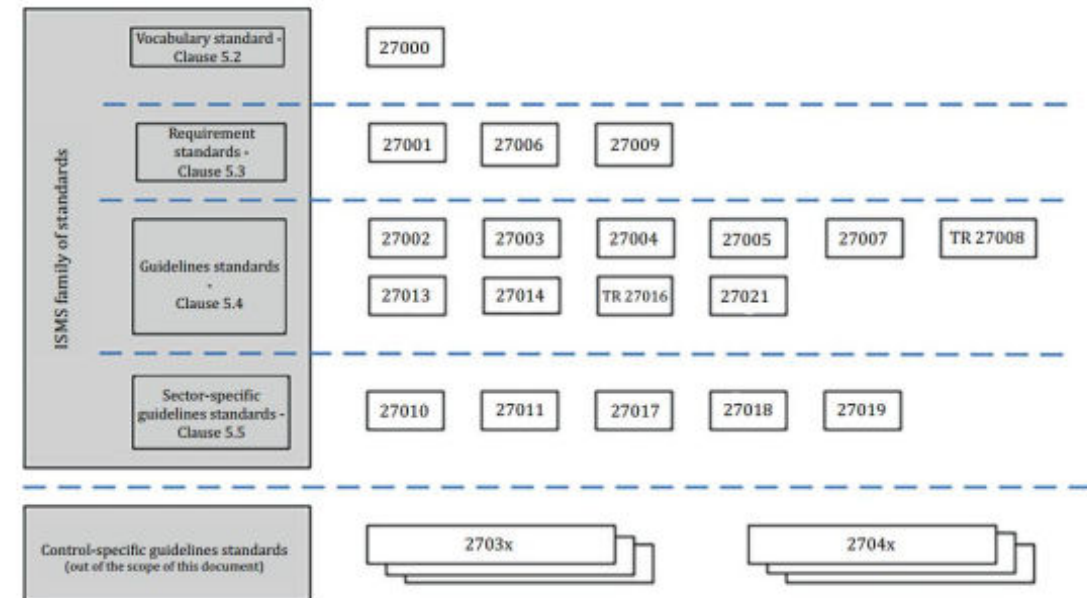 ISMS family of standards
Vocabulary standard -
Clause 5.2
27000
Requirement
standards -
Clause 5.3
27001 27006 27009
Guidelines standards
-
Clause 5.4
27002 27003 27004 27005 27007 TR 27008
27013 27014 TR 27016 27021
Sector-specific
guidelines standards -
Clause 5.5
27010 27011 27017 27018 27019
Control-specific guidelines standards
(out of the scope of this document)
2703x 2704x